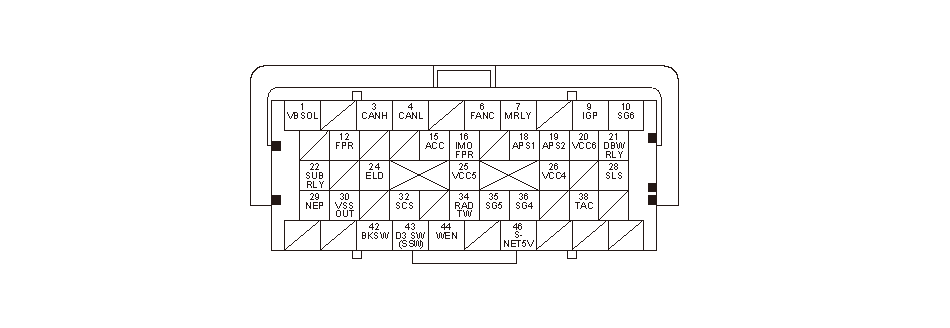 1 3 4 6 7 9 10
VBSOL CANH CANL FANC MRLY IGP SG6
12 15 16 18 19 20 21
FPR ACC IMO APS1 APS2 VCC6 DBW
FPR RLY
22 24 25 26 28
SUB ELD VCC5 VCC4 SLS
RLY
29 30 32 34 35 36 38
NEP VSS SCS RAD SG5 SG4 TAC
OUT TW
42 43 44 46
BKSW D3 SW WEN S-
(SSW) NET5V